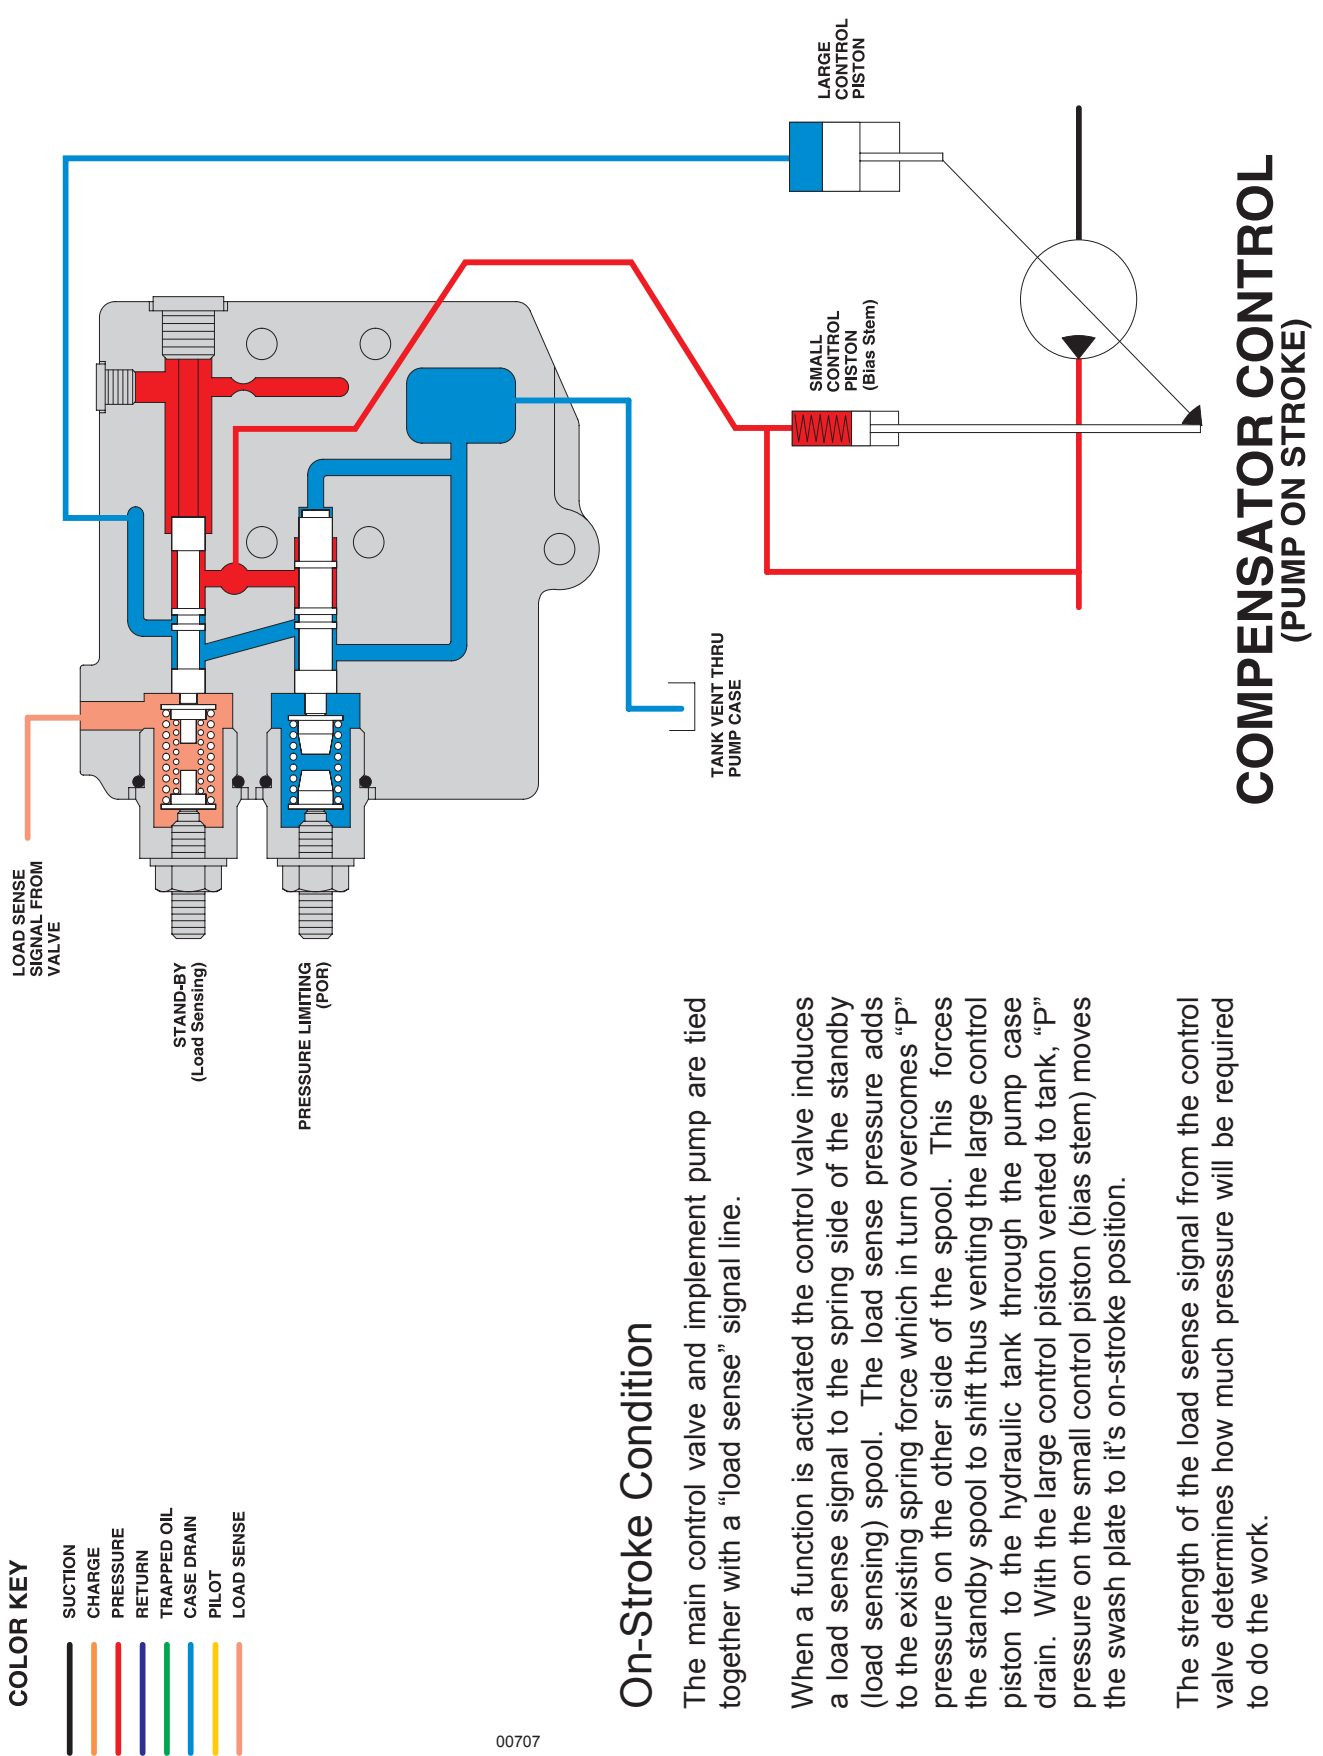 COLOR KEY
SUCTION
CHARGE
PRESSURE
RETURN
TRAPPED OIL
CASE DRAIN
PILOT
LOAD SENSE
LOAD SENSE
SIGNAL FROM
VALVE
STAND-BY
(Load Sensing)
PRESSURE LIMITING
(POR)
TANK VENT THRU
PUMP CASE
LARGE
CONTROL
PISTON
SMALL
CONTROL
PISTON
(Bias Stem)
COMPENSATOR CONTROL
(PUMP ON STROKE)
On-Stroke Condition
The main control valve and implement pump are tied
together with a “load sense” signal line.
When a function is activated the control valve induces
a load sense signal to the spring side of the standby
(load sensing) spool. The load sense pressure adds
to the existing spring force which in turn overcomes “P”
pressure on the other side of the spool. This forces
the standby spool to shift thus venting the large control
piston to the hydraulic tank through the pump case
drain. With the large control piston vented to tank, “P”
pressure on the small control piston (bias stem) moves
the swash plate to it’s on-stroke position.
The strength of the load sense signal from the control
valve determines how much pressure will be required
to do the work.
00707